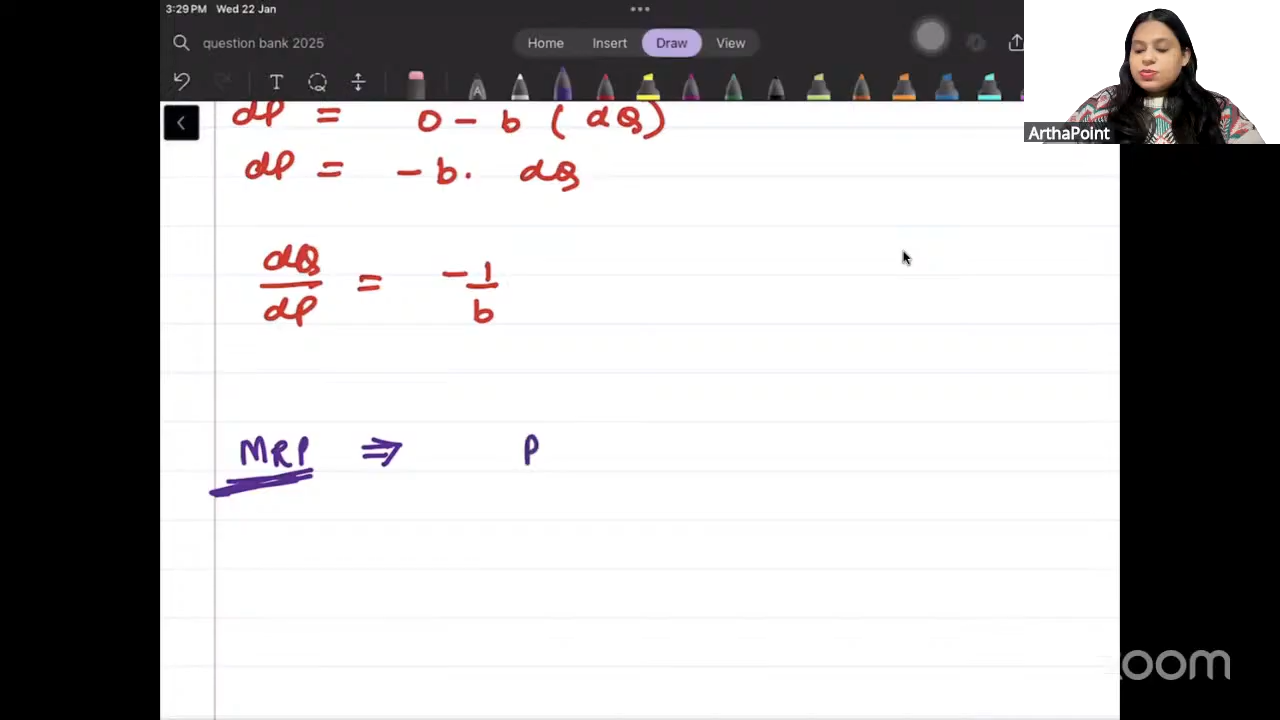 3:29 PM Wed 22 Jan
question bank 2025
Home Insert Draw View
ArthaPoint
dP = 0 - b (dQ)
dP = - b. dQ
dQ/dP = - 1/b
MRP ⇒ P
zoom